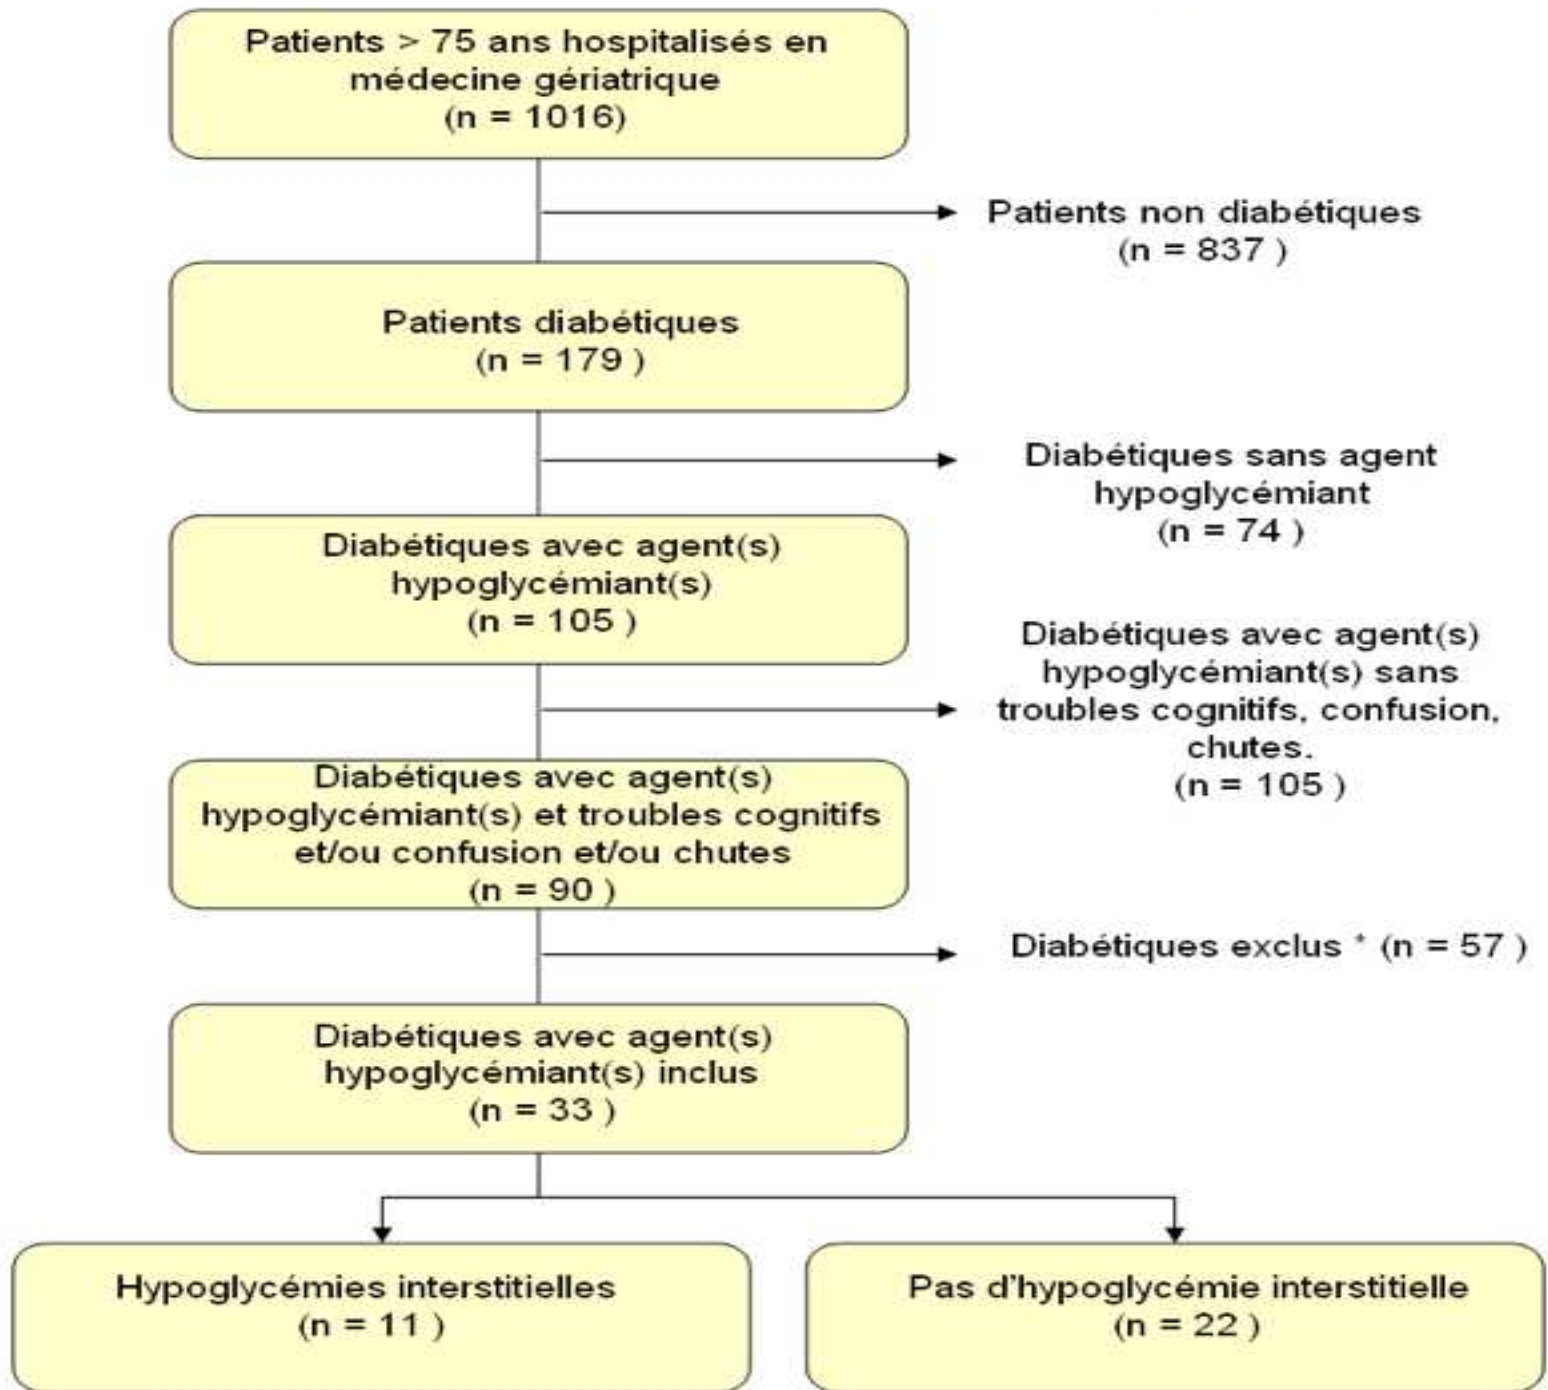 Patients > 75 ans hospitalisés en
médecine gériatrique
(n = 1016)
Patients non diabétiques
(n = 837 )
Patients diabétiques
(n = 179 )
Diabétiques sans agent
hypoglycémiant
(n = 74 )
Diabétiques avec agent(s)
hypoglycémiant(s)
(n = 105 )
Diabétiques avec agent(s)
hypoglycémiant(s) sans
troubles cognitifs, confusion,
chutes.
(n = 105 )
Diabétiques avec agent(s)
hypoglycémiant(s) et troubles cognitifs
et/ou confusion et/ou chutes
(n = 90 )
Diabétiques exclus * (n = 57 )
Diabétiques avec agent(s)
hypoglycémiant(s) inclus
(n = 33 )
Hypoglycémies interstitielles
(n = 11 )
Pas d'hypoglycémie interstitielle
(n = 22 )